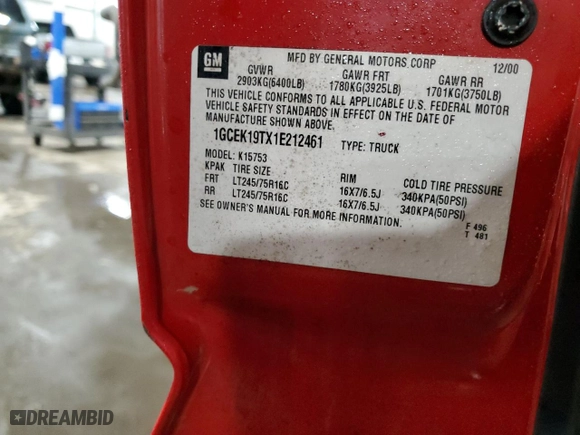 GM
MFD BY GENERAL MOTORS CORP 12/00
GVWR GAWR FRT GAWR RR
2903KG(6400LB) 1780KG(3925LB) 1701KG(3750LB)
THIS VEHICLE CONFORMS TO ALL APPLICABLE U.S. FEDERAL MOTOR
VEHICLE SAFETY STANDARDS IN EFFECT ON THE DATE OF
MANUFACTURE SHOWN ABOVE.
1GCEK19TX1E212461 TYPE: TRUCK
MODEL: K15753
KPAK TIRE SIZE RIM COLD TIRE PRESSURE
FRT LT245/75R16C 16X7/6.5J 340KPA(50PSI)
RR LT245/75R16C 16X7/6.5J 340KPA(50PSI)
SEE OWNER'S MANUAL FOR MORE INFORMATION.
F 496
T 481
DREAMBID